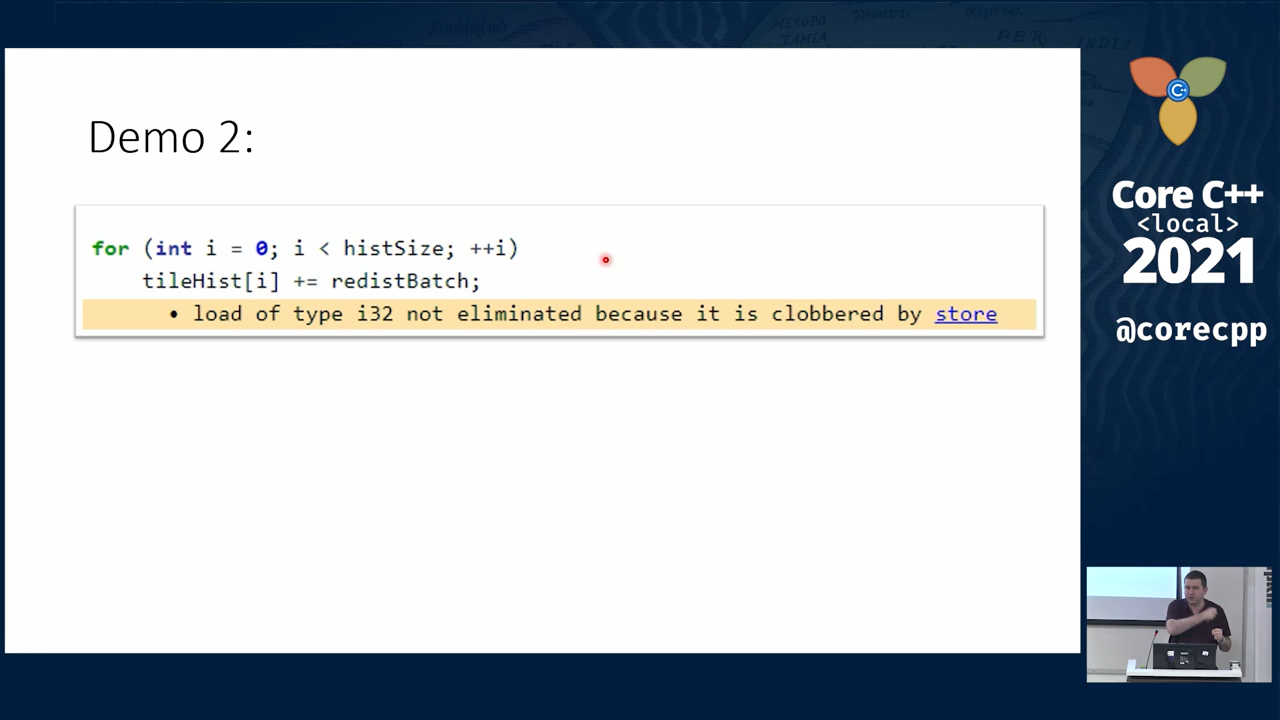 Demo 2:
for (int i = 0; i < histSize; ++i)
tileHist[i] += redistBatch;
• load of type i32 not eliminated because it is clobbered by store
C++
Core C++
<local>
2021
@corecpp